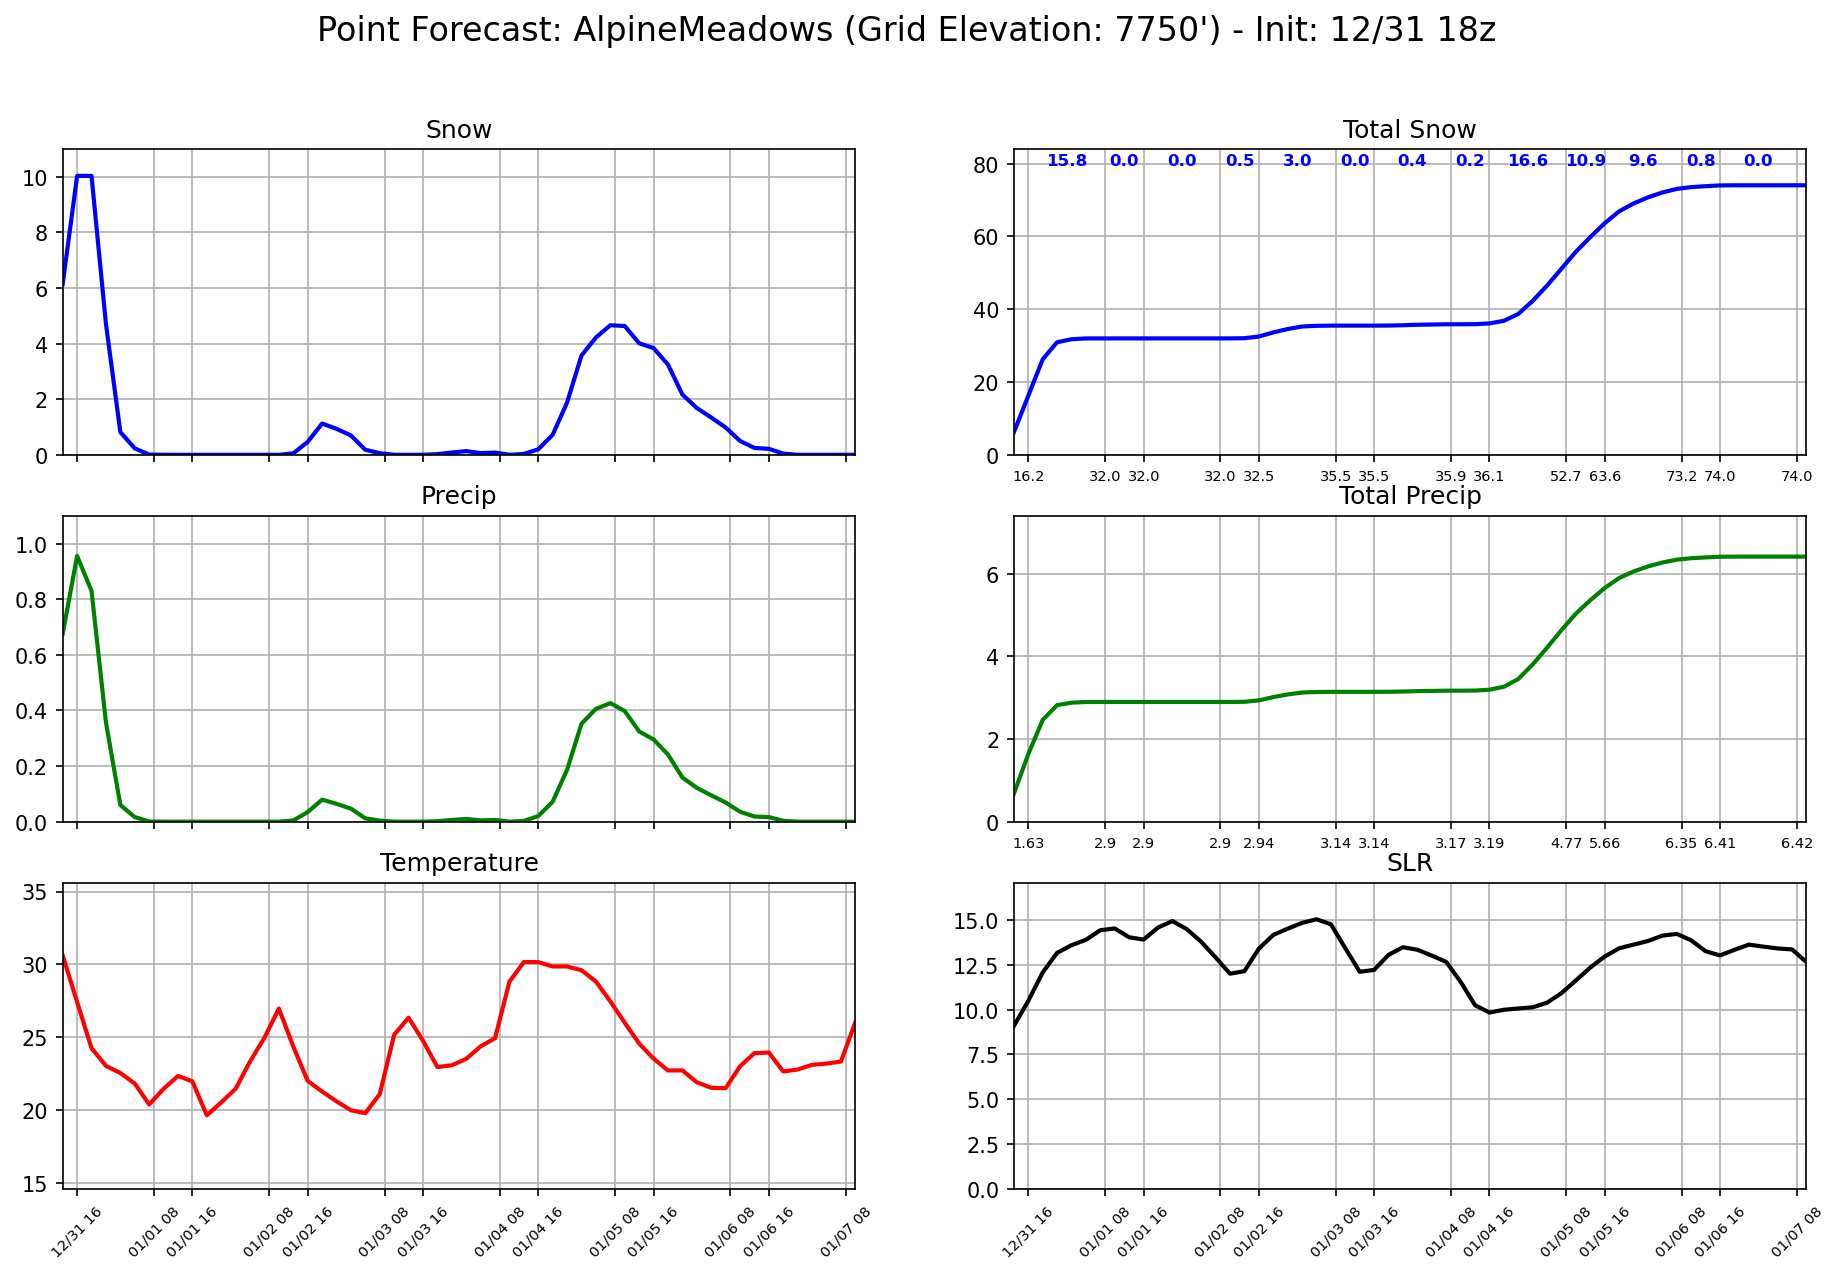 Point Forecast: AlpineMeadows (Grid Elevation: 7750') - Init: 12/31 18z
Snow
10
8
6
4
2
0
Total Snow
15.8 0.0 0.0 0.5 3.0 0.0 0.4 0.2 16.6 10.9 9.6 0.8 0.0
80
60
40
20
0
16.2 32.0 32.0 32.0 32.5 35.5 35.5 35.9 36.1 52.7 63.6 73.2 74.0 74.0
Precip
1.0
0.8
0.6
0.4
0.2
0.0
Total Precip
6
4
2
0
1.63 2.9 2.9 2.9 2.94 3.14 3.14 3.17 3.19 4.77 5.66 6.35 6.41 6.42
Temperature
35
30
25
20
15
12/31 16 01/01 08 01/01 16 01/02 08 01/02 16 01/03 08 01/03 16 01/04 08 01/04 16 01/05 08 01/05 16 01/06 08 01/06 16 01/07 08
SLR
15.0
12.5
10.0
7.5
5.0
2.5
0.0
12/31 16 01/01 08 01/01 16 01/02 08 01/02 16 01/03 08 01/03 16 01/04 08 01/04 16 01/05 08 01/05 16 01/06 08 01/06 16 01/07 08